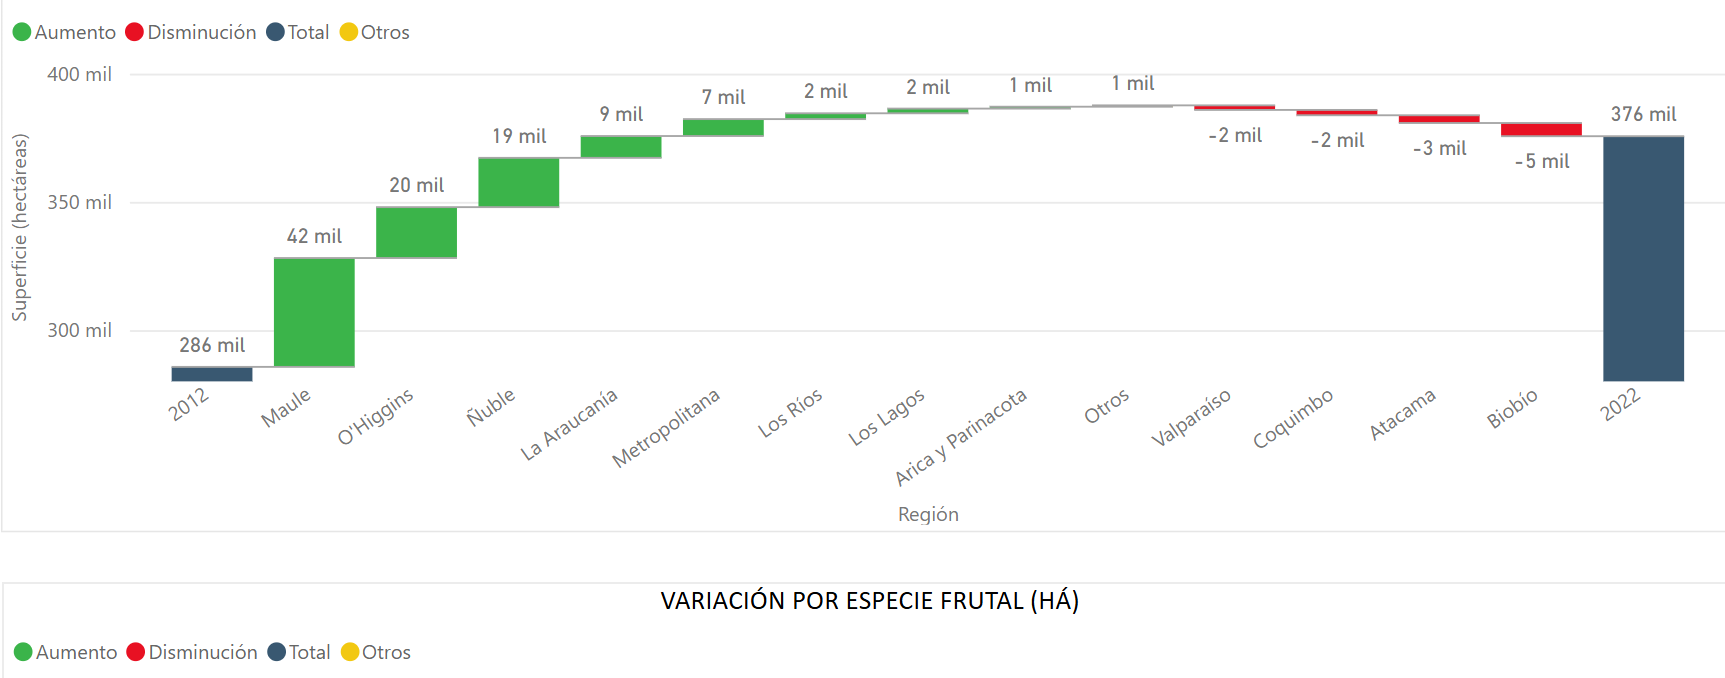 Aumento Disminución Total Otros
400 mil
350 mil
300 mil
Superficie (hectáreas)
286 mil
42 mil
20 mil
19 mil
9 mil
7 mil
2 mil
2 mil
1 mil
1 mil
-2 mil
-2 mil
-3 mil
-5 mil
376 mil
2012
Maule
O'Higgins
Ñuble
La Araucanía
Metropolitana
Los Ríos
Los Lagos
Arica y Parinacota
Otros
Valparaíso
Coquimbo
Atacama
Biobío
2022
Región
VARIACIÓN POR ESPECIE FRUTAL (HÁ)
Aumento Disminución Total Otros